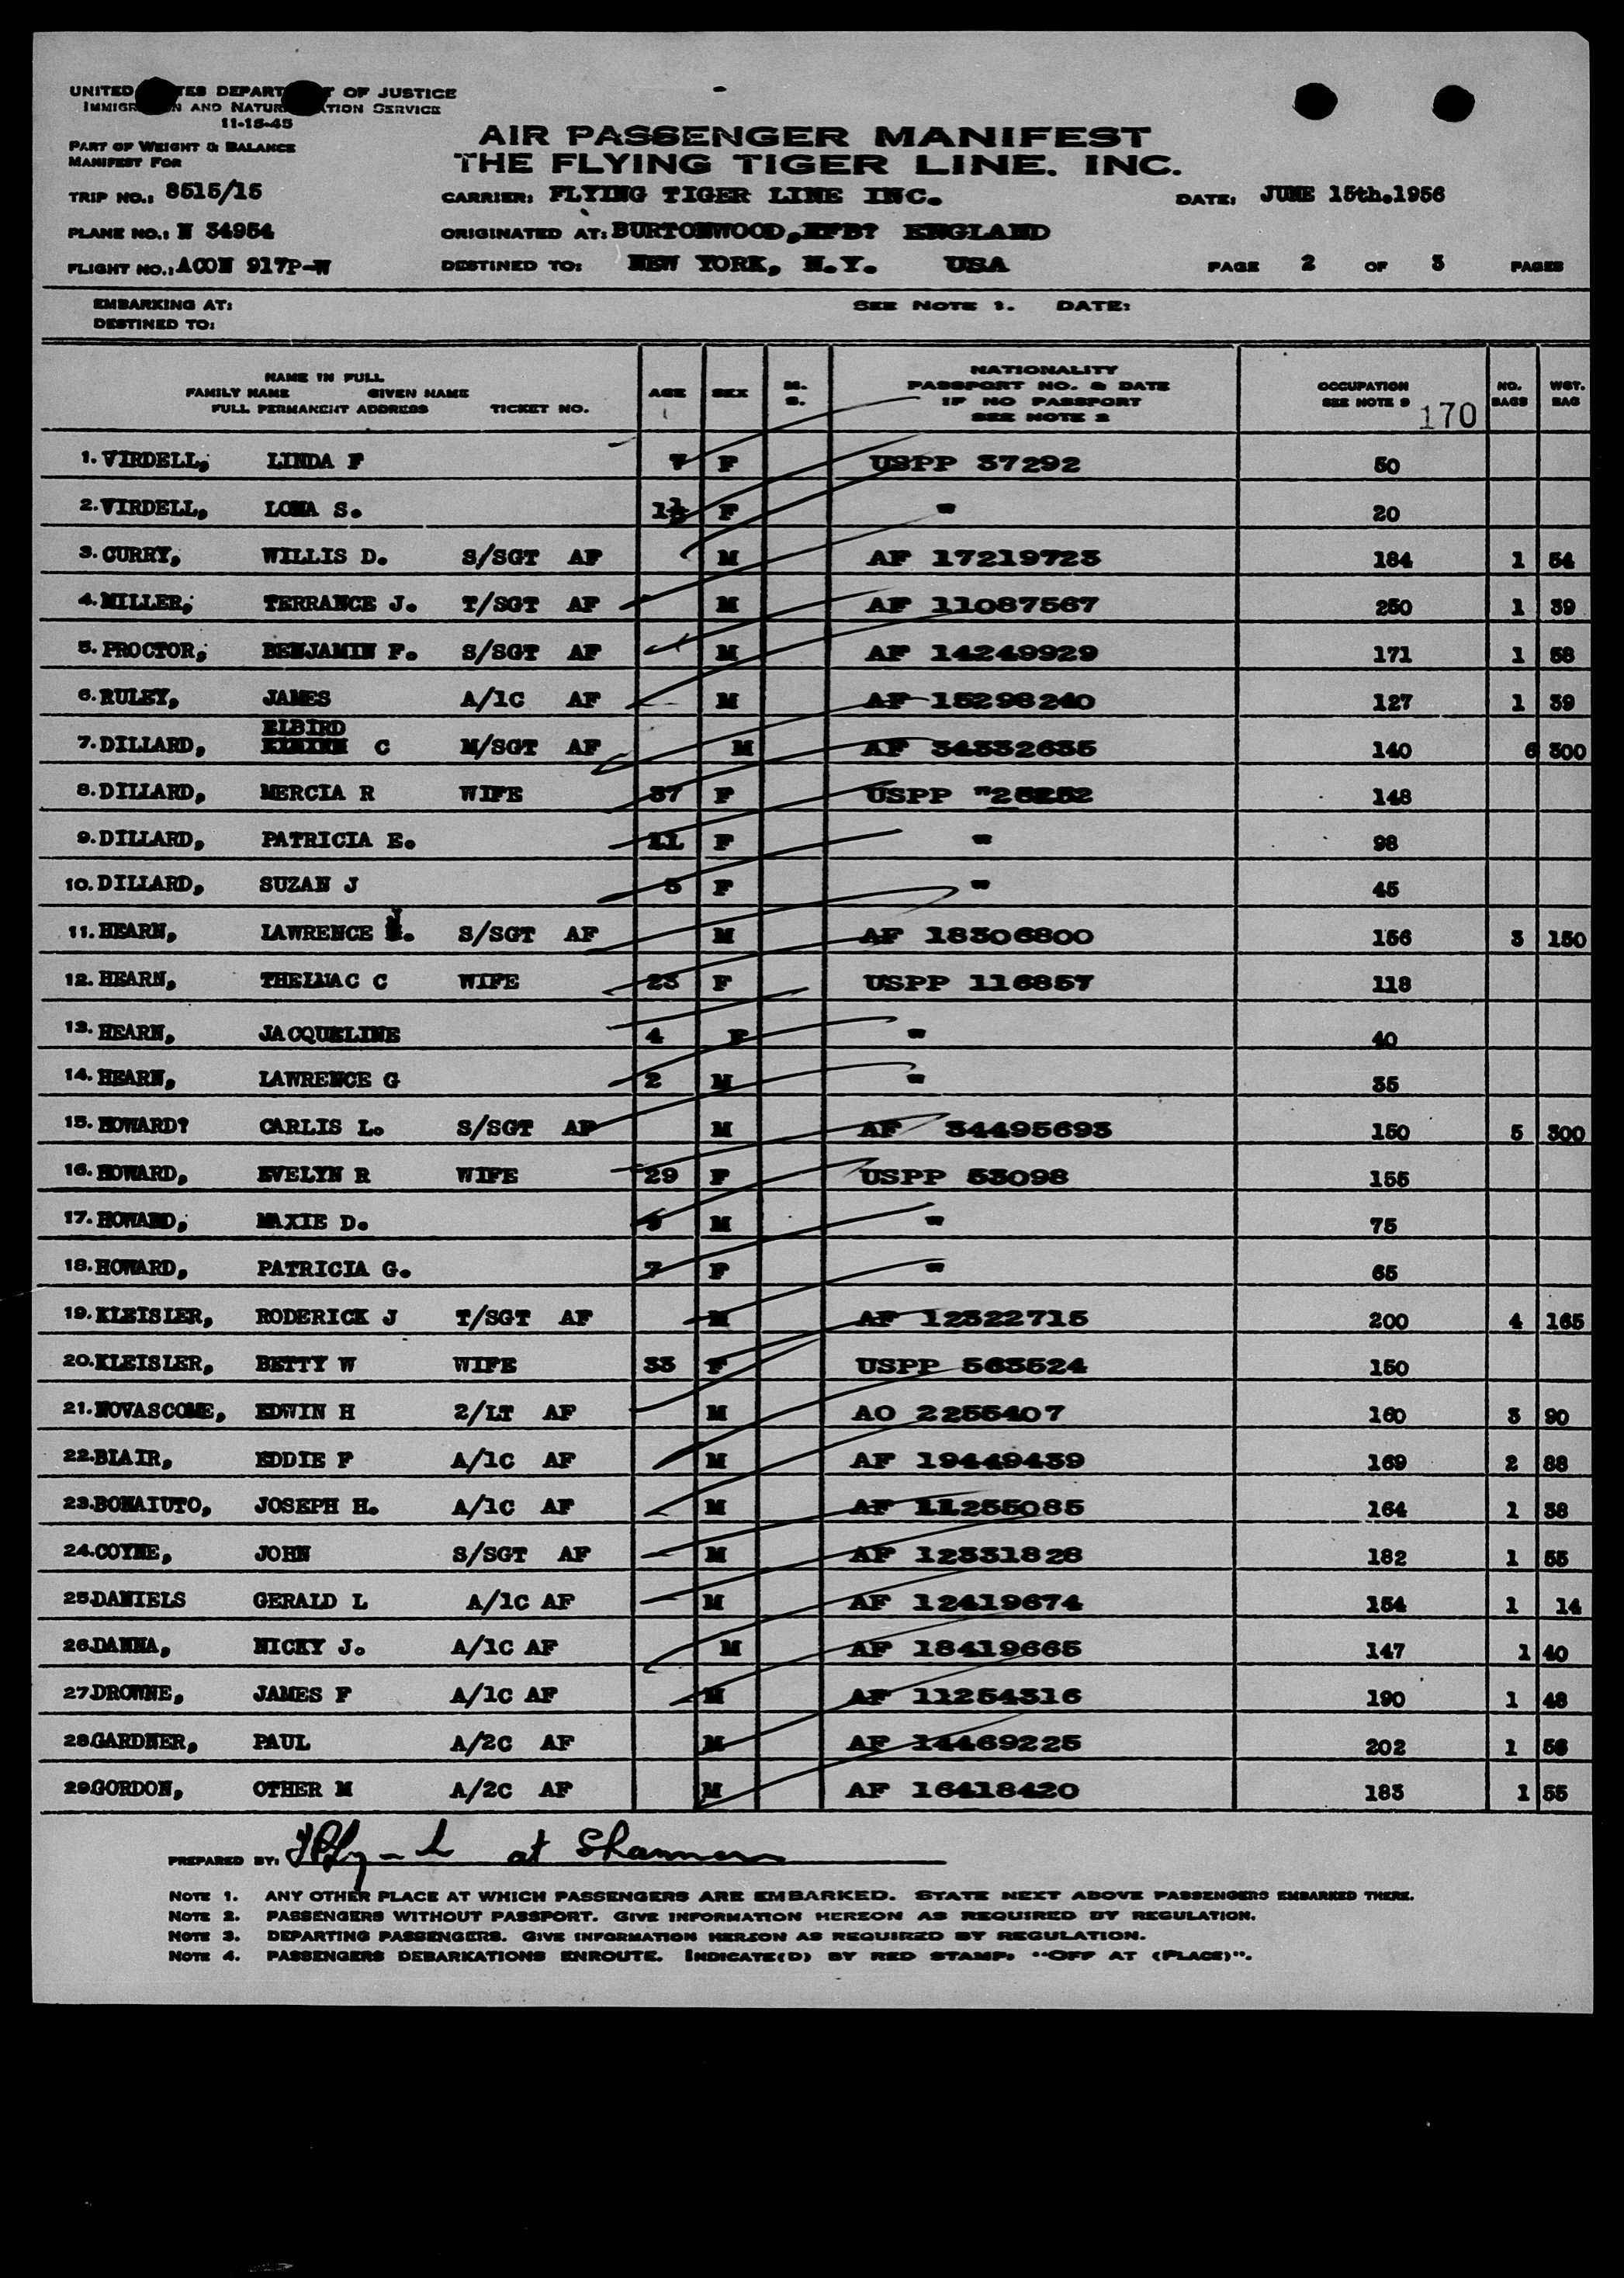 UNITED STATES DEPARTMENT OF JUSTICE
IMMIGRATION AND NATURALIZATION SERVICE
11-15-45
PART OF WEIGHT & BALANCE
MANIFEST FOR
AIR PASSENGER MANIFEST
THE FLYING TIGER LINE. INC.
TRIP NO.: 8515/15 CARRIER: FLYING TIGER LINE INC. DATE: JUNE 15th.1956
PLANE NO.: N 34954 ORIGINATED AT: BURTONWOOD, ENGLAND
FLIGHT NO.: ACOM 917P-W DESTINED TO: NEW YORK, N.Y. USA PAGE 2 OF 3 PAGES
EMBARKING AT: SEE NOTE 1. DATE:
DESTINED TO:
NAME IN FULL
FAMILY NAME GIVEN NAME
FULL PERMANENT ADDRESS TICKET NO.
AGE SEX M. S.
NATIONALITY
PASSPORT NO. & DATE
IF NO PASSPORT
SEE NOTE 2
OCCUPATION
SEE NOTE 3
170
NO. BAGS
WGT. BAG
1. VIRDELL, LINDA F 7 F USPP 37292 50
2. VIRDELL, LONA S. 1½ F " 20
3. CURRY, WILLIS D. S/SGT AF M AF 17219723 184 1 54
4. MILLER, TERRANCE J. T/SGT AF M AF 11087567 250 1 39
5. PROCTOR, BENJAMIN F. S/SGT AF M AF 14249929 171 1 58
6. RULEY, JAMES A/1C AF M AF 15298240 127 1 39
ELBIRD
7. DILLARD, C M/SGT AF M AF 34332635 140 6 300
8. DILLARD, MERCIA R WIFE 37 F USPP "25252 148
9. DILLARD, PATRICIA E. 11 F " 98
10. DILLARD, SUZAN J 5 F " 45
11. HEARN, LAWRENCE J. S/SGT AF M AF 18306800 156 3 150
12. HEARN, THELMAC C WIFE 23 F USPP 116857 118
13. HEARN, JACQUELINE 4 F " 40
14. HEARN, LAWRENCE G 2 M " 35
15. HOWARD? CARLIS L. S/SGT AF M AF 34495693 150 5 300
16. HOWARD, EVELYN R WIFE 29 F USPP 53098 155
17. HOWARD, MAXIE D. 9 M " 75
18. HOWARD, PATRICIA G. 7 F " 65
19. KLEISLER, RODERICK J T/SGT AF M AF 12322715 200 4 165
20. KLEISLER, BETTY W WIFE 33 F USPP 563524 150
21. NOVASCOME, EDWIN H 2/LT AF M AO 2255407 160 3 90
22. BLAIR, EDDIE F A/1C AF M AF 19449439 169 2 88
23. BONAIUTO, JOSEPH H. A/1C AF M AF 11255085 164 1 38
24. COYNE, JOHN S/SGT AF M AF 12331828 182 1 55
25. DANIELS GERALD L A/1C AF M AF 12419674 154 1 14
26. DANNA, NICKY J. A/1C AF M AF 18419665 147 1 40
27. DROWNE, JAMES F A/1C AF M AF 11254316 190 1 48
28. GARDNER, PAUL A/2C AF M AF 14469225 202 1 56
29. GORDON, OTHER M A/2C AF M AF 16418420 183 1 55
PREPARED BY: at Shannon
NOTE 1. ANY OTHER PLACE AT WHICH PASSENGERS ARE EMBARKED. STATE NEXT ABOVE PASSENGERS EMBARKED THERE.
NOTE 2. PASSENGERS WITHOUT PASSPORT. GIVE INFORMATION HEREON AS REQUIRED BY REGULATION.
NOTE 3. DEPARTING PASSENGERS. GIVE INFORMATION HEREON AS REQUIRED BY REGULATION.
NOTE 4. PASSENGERS DEBARKATIONS ENROUTE. INDICATE(D) BY RED STAMP. "OFF AT (PLACE)".